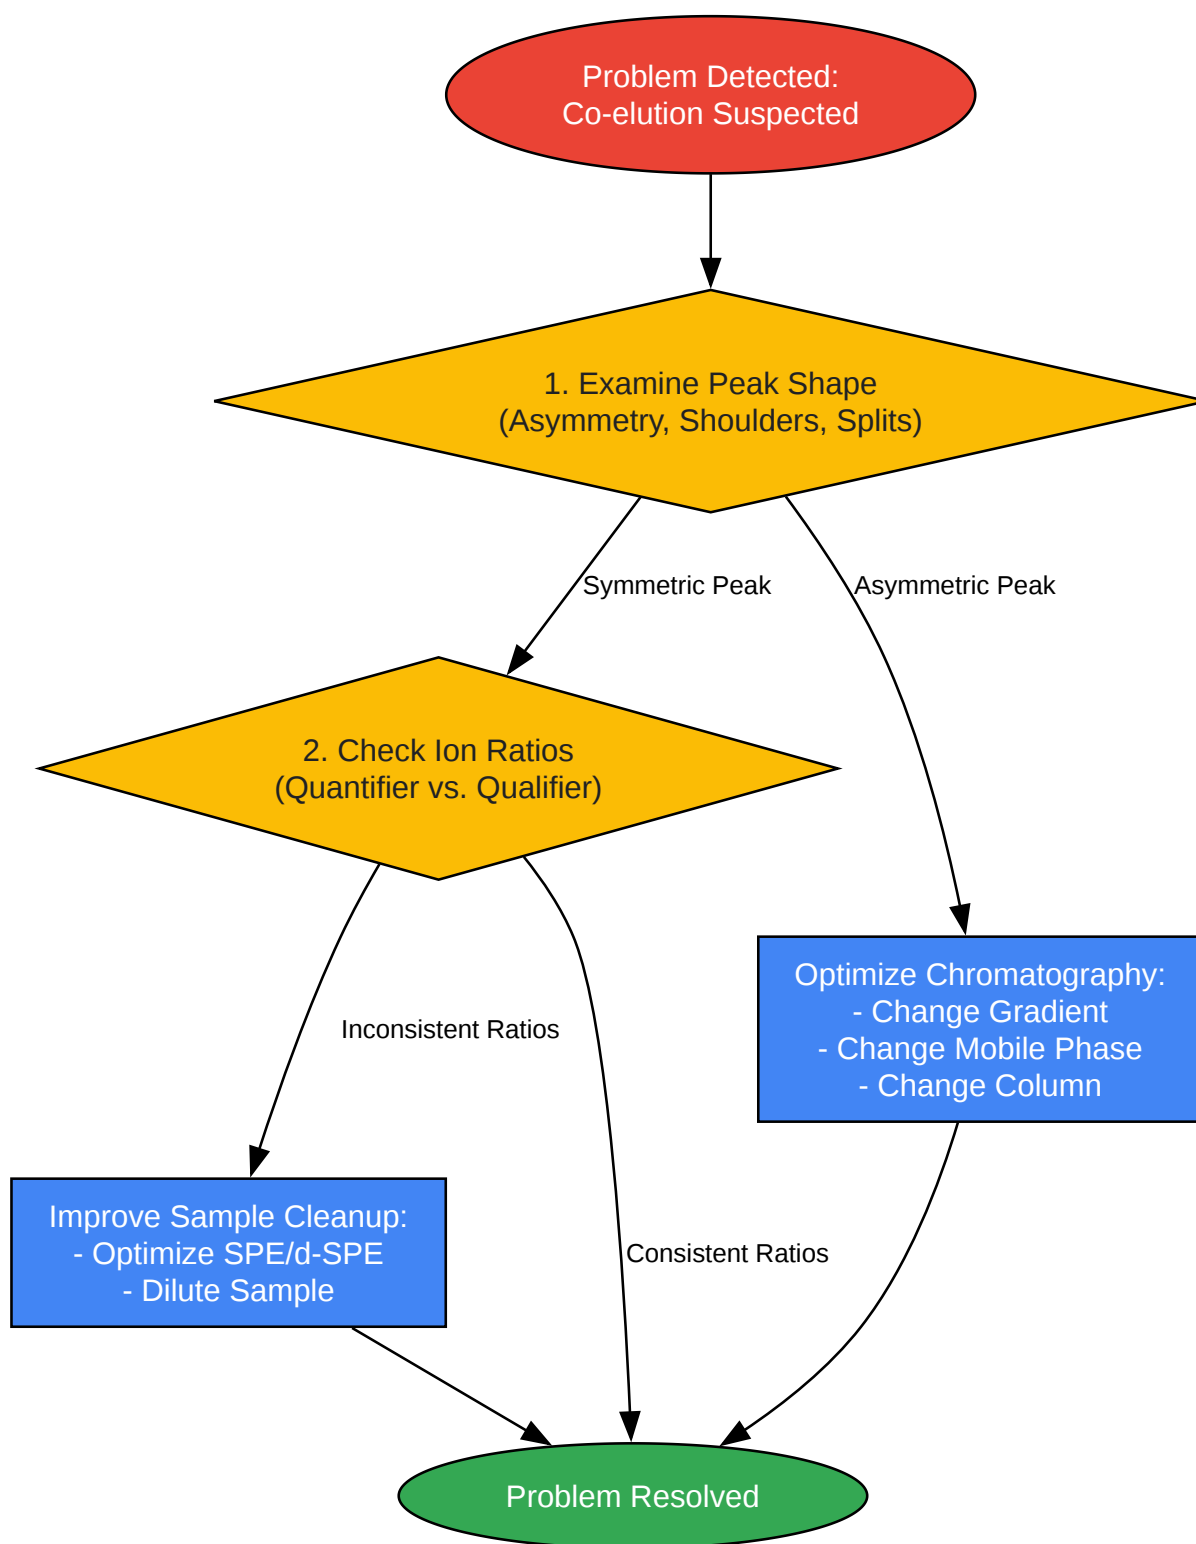 Problem Detected:
Co-elution Suspected
1. Examine Peak Shape
(Asymmetry, Shoulders, Splits)
Symmetric Peak
Asymmetric Peak
2. Check Ion Ratios
(Quantifier vs. Qualifier)
Optimize Chromatography:
- Change Gradient
- Change Mobile Phase
- Change Column
Inconsistent Ratios
Improve Sample Cleanup:
- Optimize SPE/d-SPE
- Dilute Sample
Consistent Ratios
Problem Resolved